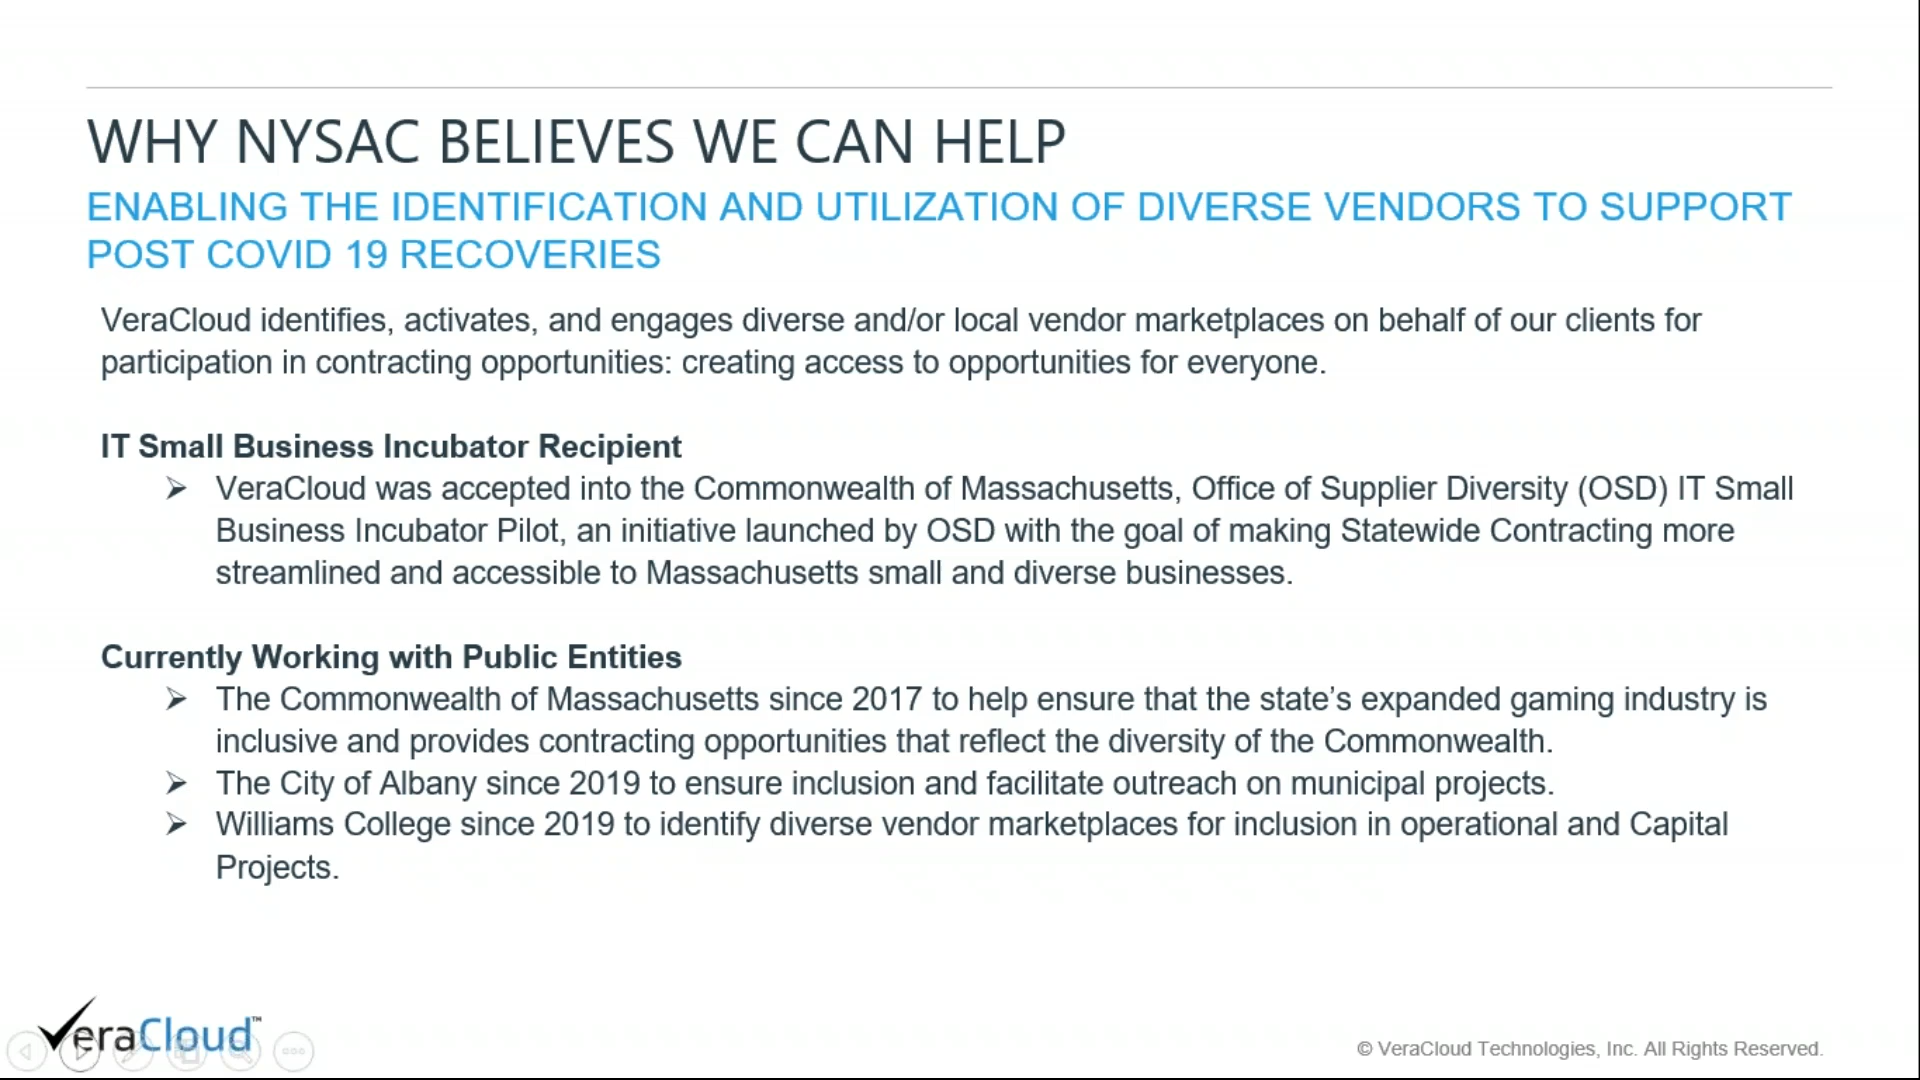 WHY NYSAC BELIEVES WE CAN HELP
ENABLING THE IDENTIFICATION AND UTILIZATION OF DIVERSE VENDORS TO SUPPORT
POST COVID 19 RECOVERIES
VeraCloud identifies, activates, and engages diverse and/or local vendor marketplaces on behalf of our clients for
participation in contracting opportunities: creating access to opportunities for everyone.
IT Small Business Incubator Recipient
➢ VeraCloud was accepted into the Commonwealth of Massachusetts, Office of Supplier Diversity (OSD) IT Small
Business Incubator Pilot, an initiative launched by OSD with the goal of making Statewide Contracting more
streamlined and accessible to Massachusetts small and diverse businesses.
Currently Working with Public Entities
➢ The Commonwealth of Massachusetts since 2017 to help ensure that the state’s expanded gaming industry is
inclusive and provides contracting opportunities that reflect the diversity of the Commonwealth.
➢ The City of Albany since 2019 to ensure inclusion and facilitate outreach on municipal projects.
➢ Williams College since 2019 to identify diverse vendor marketplaces for inclusion in operational and Capital
Projects.
VeraCloud™
© VeraCloud Technologies, Inc. All Rights Reserved.